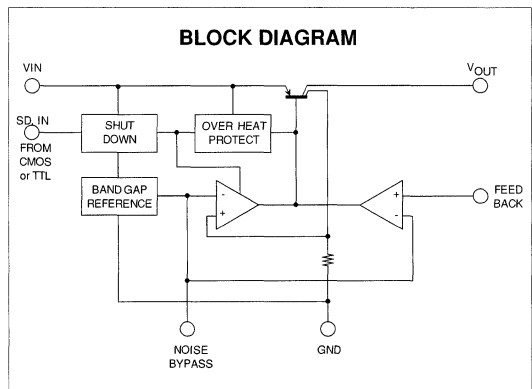 BLOCK DIAGRAM
VIN
VOUT
SD. IN
FROM
CMOS
or TTL
SHUT
DOWN
OVER HEAT
PROTECT
BAND GAP
REFERENCE
-
+
+
-
FEED
BACK
NOISE
BYPASS
GND